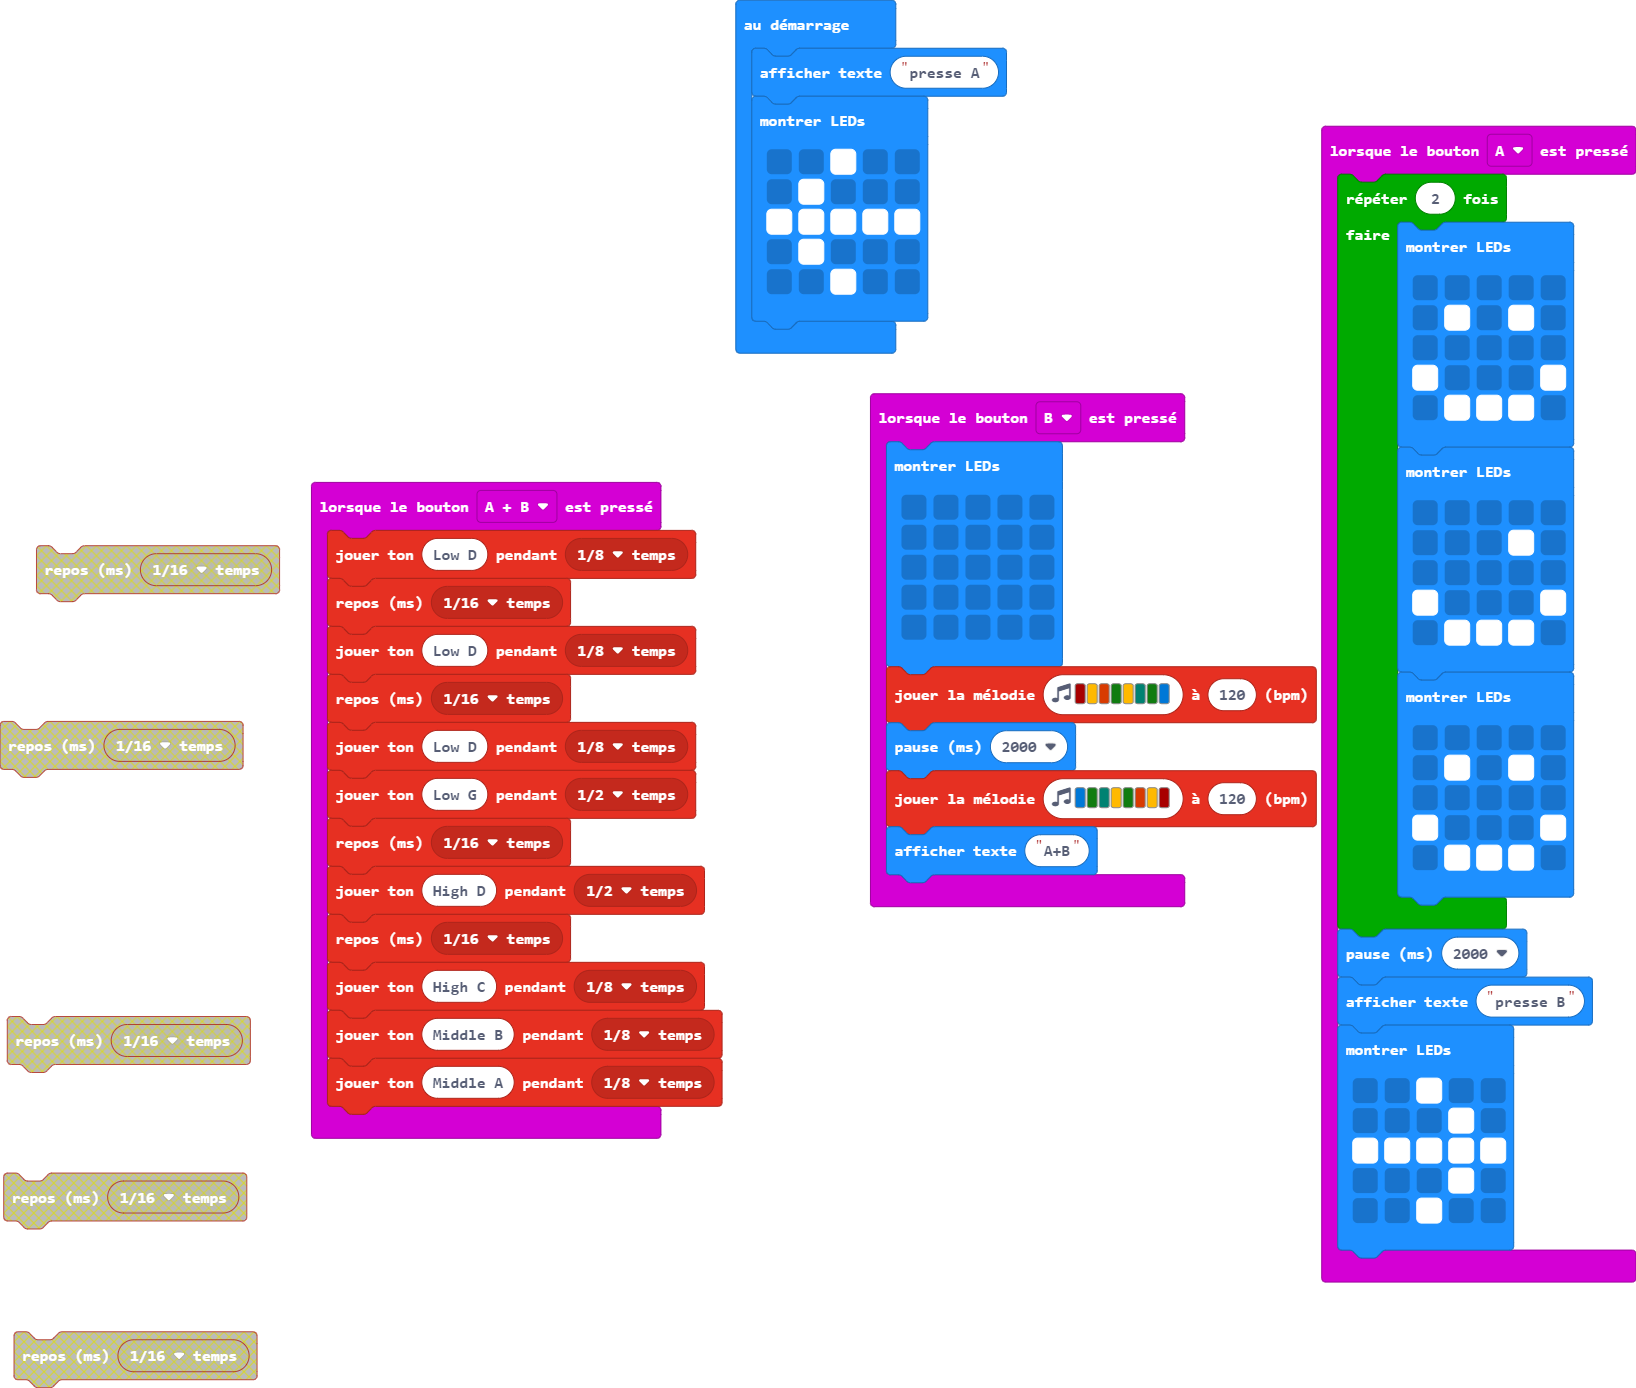 au démarrage
afficher texte "presse A"
montrer LEDs
lorsque le bouton A est pressé
répéter 2 fois
faire
montrer LEDs
montrer LEDs
montrer LEDs
pause (ms) 2000
afficher texte "presse B"
montrer LEDs
lorsque le bouton B est pressé
montrer LEDs
jouer la mélodie à 120 (bpm)
pause (ms) 2000
jouer la mélodie à 120 (bpm)
afficher texte "A+B"
lorsque le bouton A + B est pressé
jouer ton Low D pendant 1/8 temps
repos (ms) 1/16 temps
jouer ton Low D pendant 1/8 temps
repos (ms) 1/16 temps
jouer ton Low D pendant 1/8 temps
jouer ton Low G pendant 1/2 temps
repos (ms) 1/16 temps
jouer ton High D pendant 1/2 temps
repos (ms) 1/16 temps
jouer ton High C pendant 1/8 temps
jouer ton Middle B pendant 1/8 temps
jouer ton Middle A pendant 1/8 temps
repos (ms) 1/16 temps
repos (ms) 1/16 temps
repos (ms) 1/16 temps
repos (ms) 1/16 temps
repos (ms) 1/16 temps